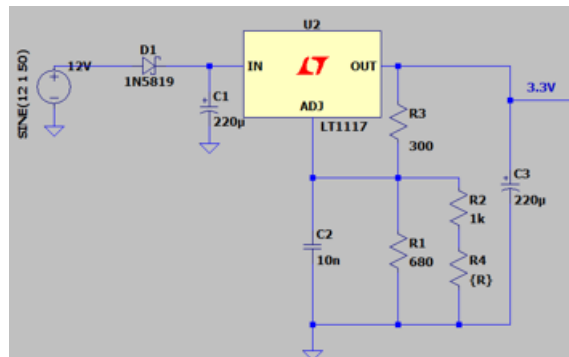 U2
D1
12V
1N5819
IN
LT
OUT
ADJ
LT1117
SINE(12 1 50)
C1
220µ
R3
300
3.3V
C3
220µ
R2
1k
C2
10n
R1
680
R4
{R}